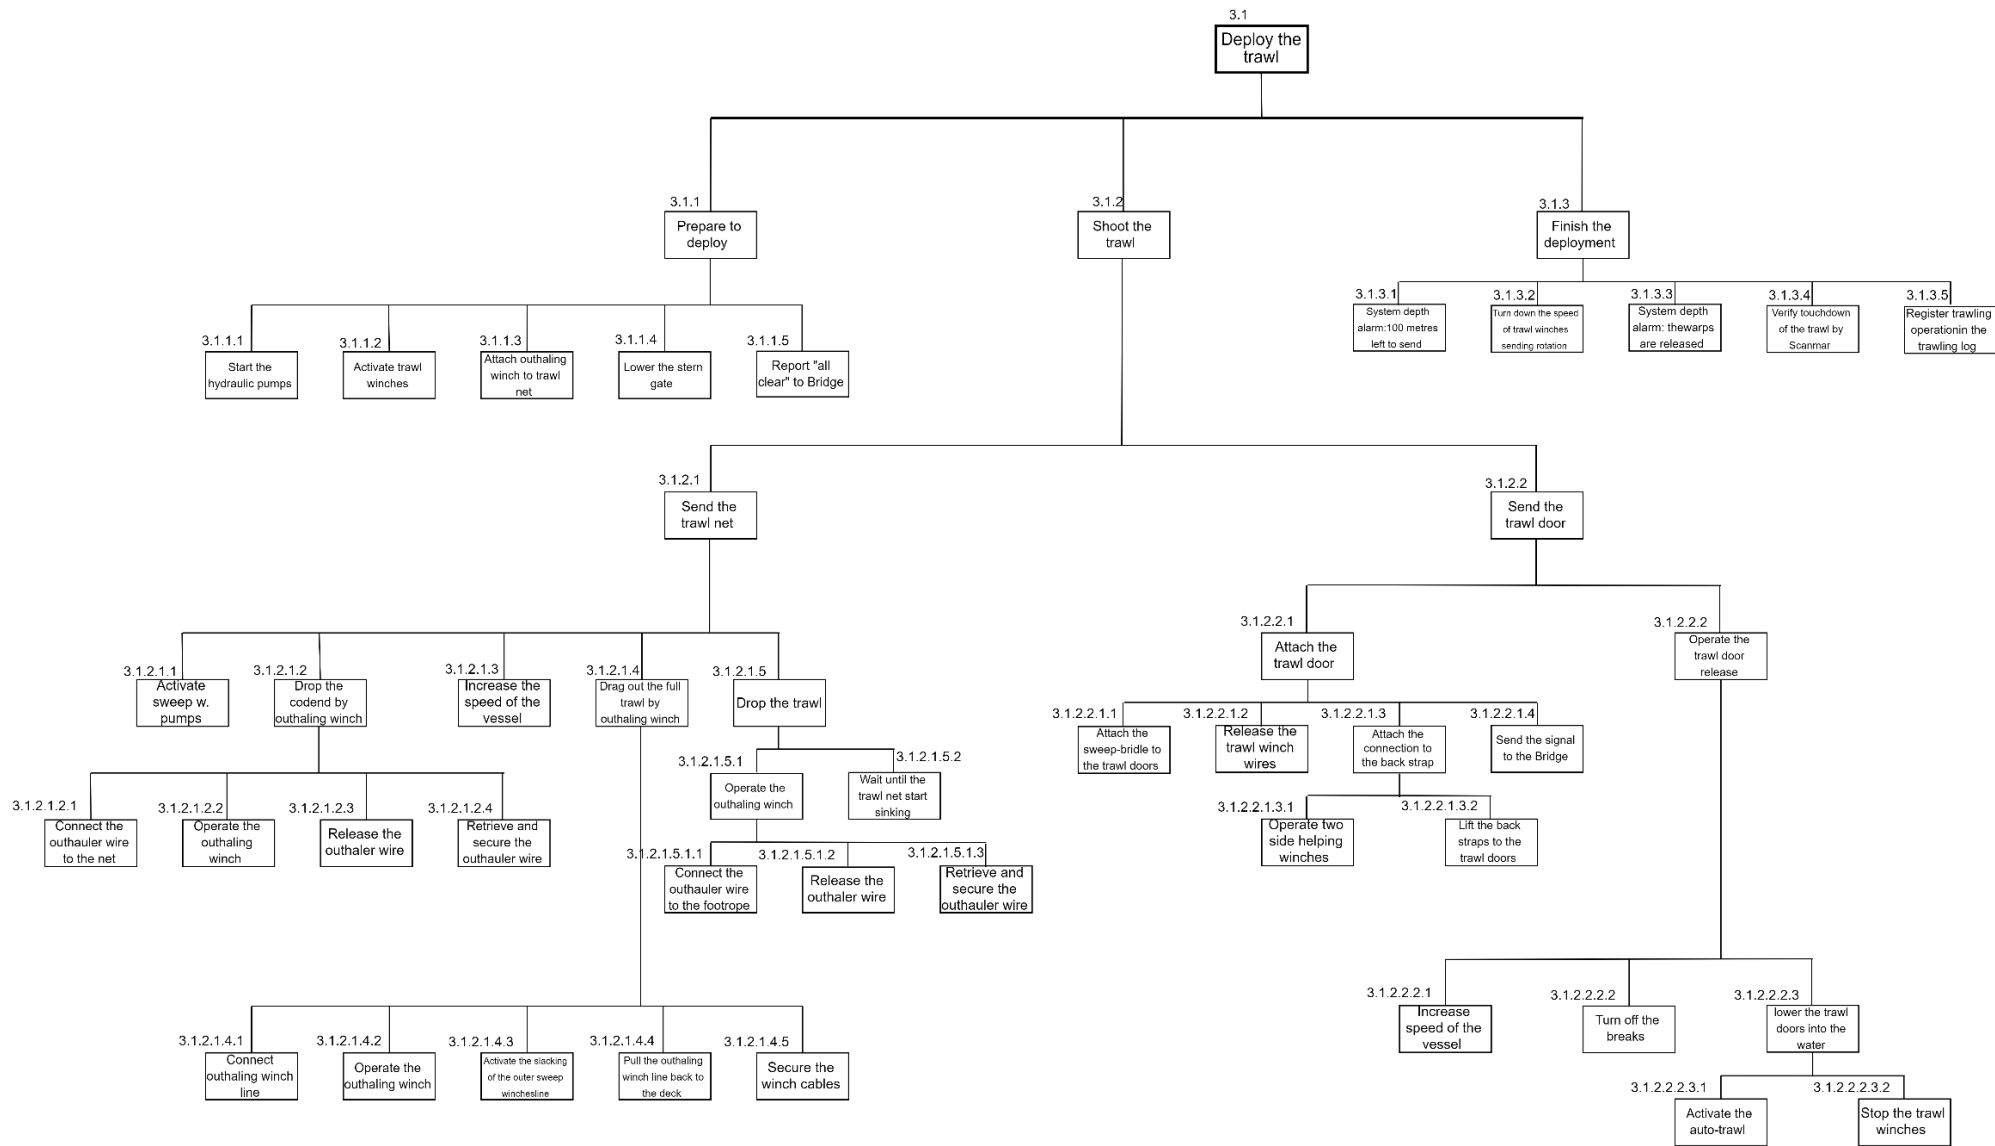 3.1
Deploy the
trawl
3.1.1
Prepare to
deploy
3.1.2
Shoot the
trawl
3.1.3
Finish the
deployment
3.1.1.1
Start the
hydraulic pumps
3.1.1.2
Activate trawl
winches
3.1.1.3
Attach outhaling
winch to trawl
net
3.1.1.4
Lower the stern
gate
3.1.1.5
Report "all
clear" to Bridge
3.1.3.1
System depth
alarm:100 metres
left to send
3.1.3.2
Turn down the speed
of trawl winches
sending rotation
3.1.3.3
System depth
alarm: thewarps
are released
3.1.3.4
Verify touchdown
of the trawl by
Scanmar
3.1.3.5
Register trawling
operationin the
trawling log
3.1.2.1
Send the
trawl net
3.1.2.2
Send the
trawl door
3.1.2.1.1
Activate
sweep w.
pumps
3.1.2.1.2
Drop the
codend by
outhaling winch
3.1.2.1.3
Increase the
speed of the
vessel
3.1.2.1.4
Drag out the full
trawl by
outhaling winch
3.1.2.1.5
Drop the trawl
3.1.2.2.1
Attach the
trawl door
3.1.2.2.2
Operate the
trawl door
release
3.1.2.1.2.1
Connect the
outhauler wire
to the net
3.1.2.1.2.2
Operate the
outhaling
winch
3.1.2.1.2.3
Release the
outhaler wire
3.1.2.1.2.4
Retrieve and
secure the
outhauler wire
3.1.2.1.5.1
Operate the
outhaling winch
3.1.2.1.5.2
Wait until the
trawl net start
sinking
3.1.2.1.5.1.1
Connect the
outhauler wire
to the footrope
3.1.2.1.5.1.2
Release the
outhaler wire
3.1.2.1.5.1.3
Retrieve and
secure the
outhauler wire
3.1.2.2.1.1
Attach the
sweep-bridle to
the trawl doors
3.1.2.2.1.2
Release the
trawl winch
wires
3.1.2.2.1.3
Attach the
connection to
the back strap
3.1.2.2.1.4
Send the signal
to the Bridge
3.1.2.2.1.3.1
Operate two
side helping
winches
3.1.2.2.1.3.2
Lift the back
straps to the
trawl doors
3.1.2.1.4.1
Connect
outhaling winch
line
3.1.2.1.4.2
Operate the
outhaling winch
3.1.2.1.4.3
Activate the slacking
of the outer sweep
winchesline
3.1.2.1.4.4
Pull the outhaling
winch line back to
the deck
3.1.2.1.4.5
Secure the
winch cables
3.1.2.2.2.1
Increase
speed of the
vessel
3.1.2.2.2.2
Turn off the
breaks
3.1.2.2.2.3
lower the trawl
doors into the
water
3.1.2.2.2.3.1
Activate the
auto-trawl
3.1.2.2.2.3.2
Stop the trawl
winches